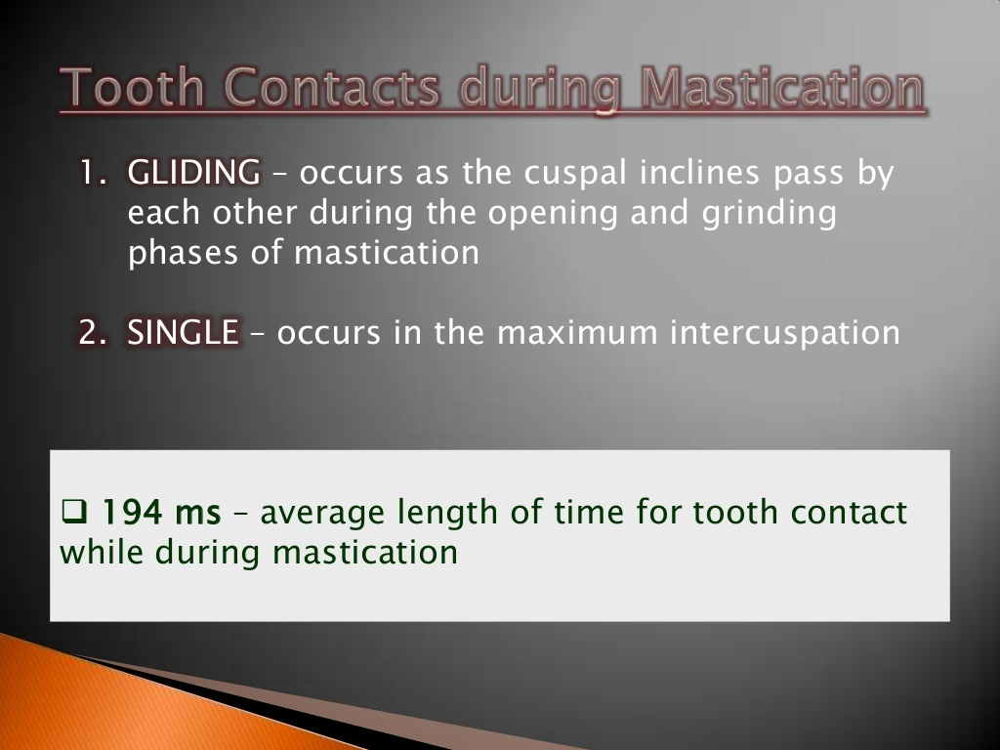 Tooth Contacts during Mastication
1. GLIDING – occurs as the cuspal inclines pass by
each other during the opening and grinding
phases of mastication
2. SINGLE – occurs in the maximum intercuspation
❑ 194 ms – average length of time for tooth contact
while during mastication